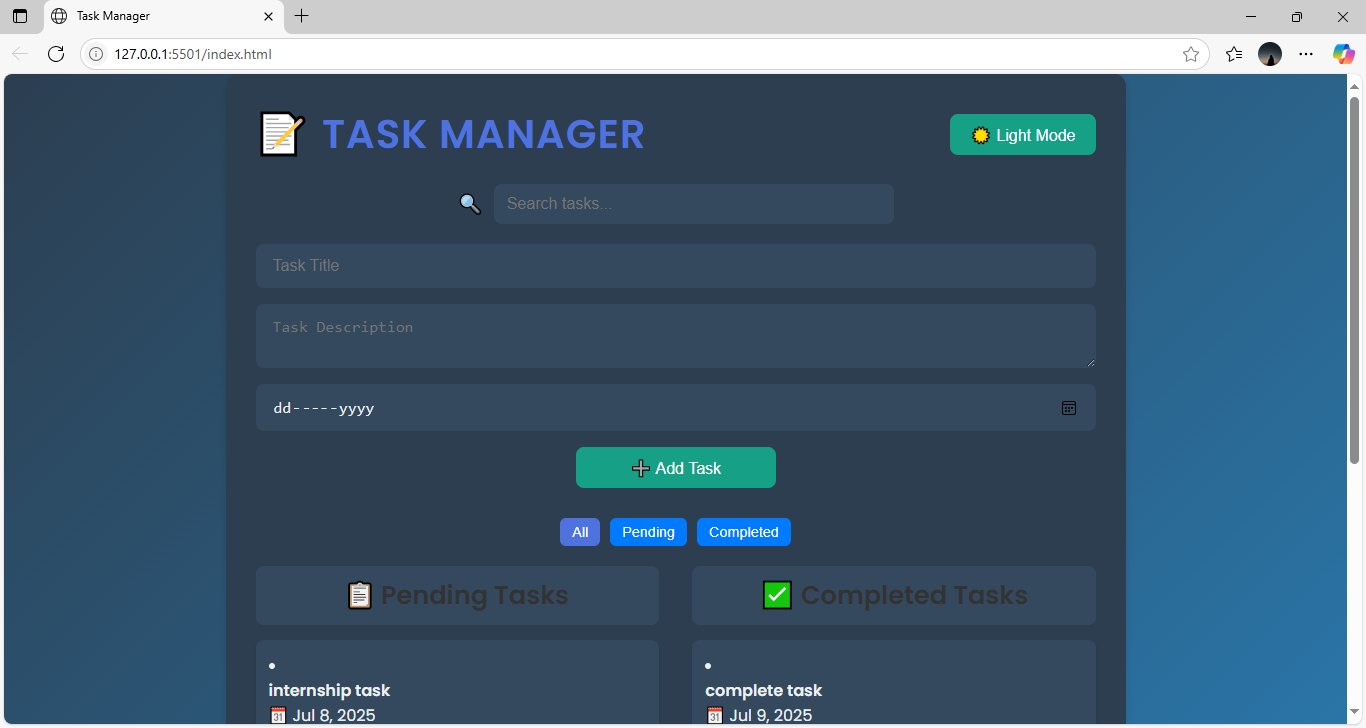 Task Manager
127.0.0.1:5501/index.html
TASK MANAGER
Light Mode
Search tasks...
Task Title
Task Description
dd-----yyyy
Add Task
All Pending Completed
Pending Tasks Completed Tasks
internship task complete task
Jul 8, 2025 Jul 9, 2025